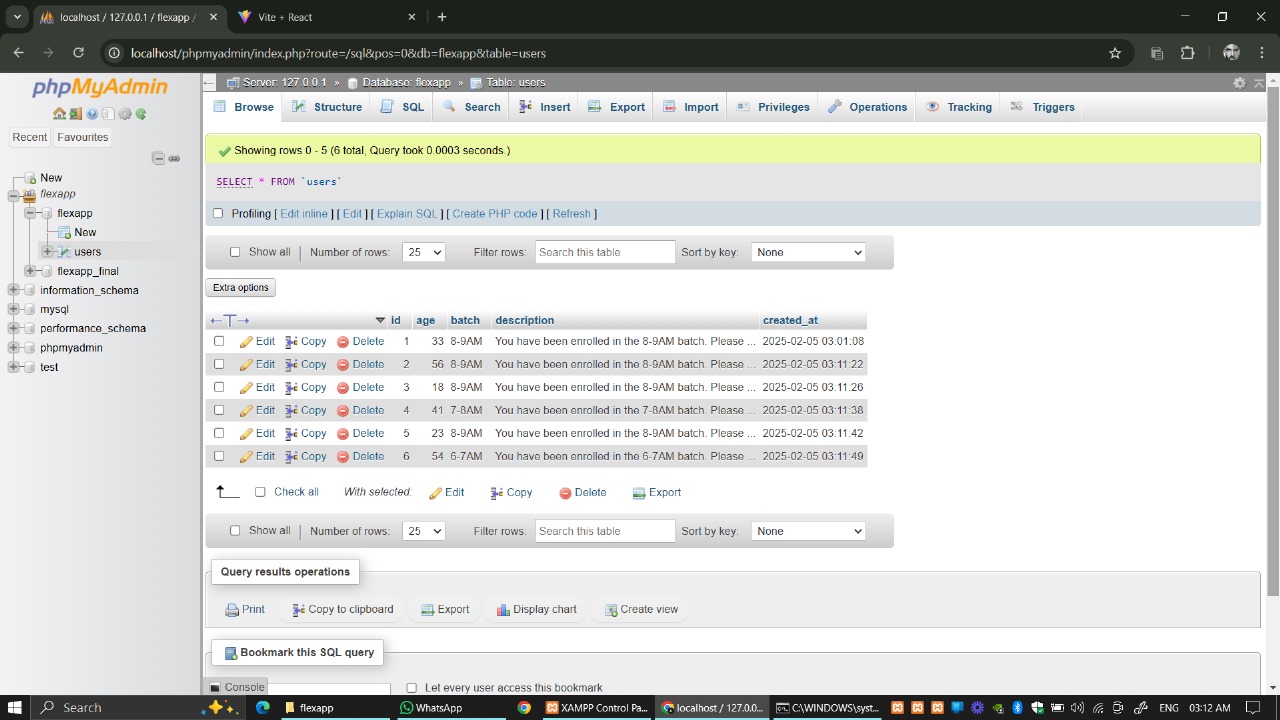 localhost / 127.0.0.1 / flexapp /
Vite + React
localhost/phpmyadmin/index.php?route=/sql&pos=0&db=flexapp&table=users
phpMyAdmin
Recent Favourites
New
flexapp
flexapp
New
users
flexapp_final
information_schema
mysql
performance_schema
phpmyadmin
test
Server: 127.0.0.1 » Database: flexapp » Table: users
Browse Structure SQL Search Insert Export Import Privileges Operations Tracking Triggers
Showing rows 0 - 5 (6 total, Query took 0.0003 seconds.)
SELECT * FROM `users`
Profiling [ Edit inline ] [ Edit ] [ Explain SQL ] [ Create PHP code ] [ Refresh ]
Show all | Number of rows: 25 Filter rows: Search this table Sort by key: None
Extra options
id age batch description created_at
Edit Copy Delete 1 33 8-9AM You have been enrolled in the 8-9AM batch. Please ... 2025-02-05 03:01:08
Edit Copy Delete 2 56 8-9AM You have been enrolled in the 8-9AM batch. Please ... 2025-02-05 03:11:22
Edit Copy Delete 3 18 8-9AM You have been enrolled in the 8-9AM batch. Please ... 2025-02-05 03:11:26
Edit Copy Delete 4 41 7-8AM You have been enrolled in the 7-8AM batch. Please ... 2025-02-05 03:11:38
Edit Copy Delete 5 23 8-9AM You have been enrolled in the 8-9AM batch. Please ... 2025-02-05 03:11:42
Edit Copy Delete 6 54 6-7AM You have been enrolled in the 6-7AM batch. Please ... 2025-02-05 03:11:49
Check all With selected: Edit Copy Delete Export
Show all | Number of rows: 25 Filter rows: Search this table Sort by key: None
Query results operations
Print Copy to clipboard Export Display chart Create view
Bookmark this SQL query
Console
Let every user access this bookmark
Search flexapp WhatsApp XAMPP Control Pa... localhost / 127.0.0... C:\WINDOWS\syst... ENG 03:12 AM